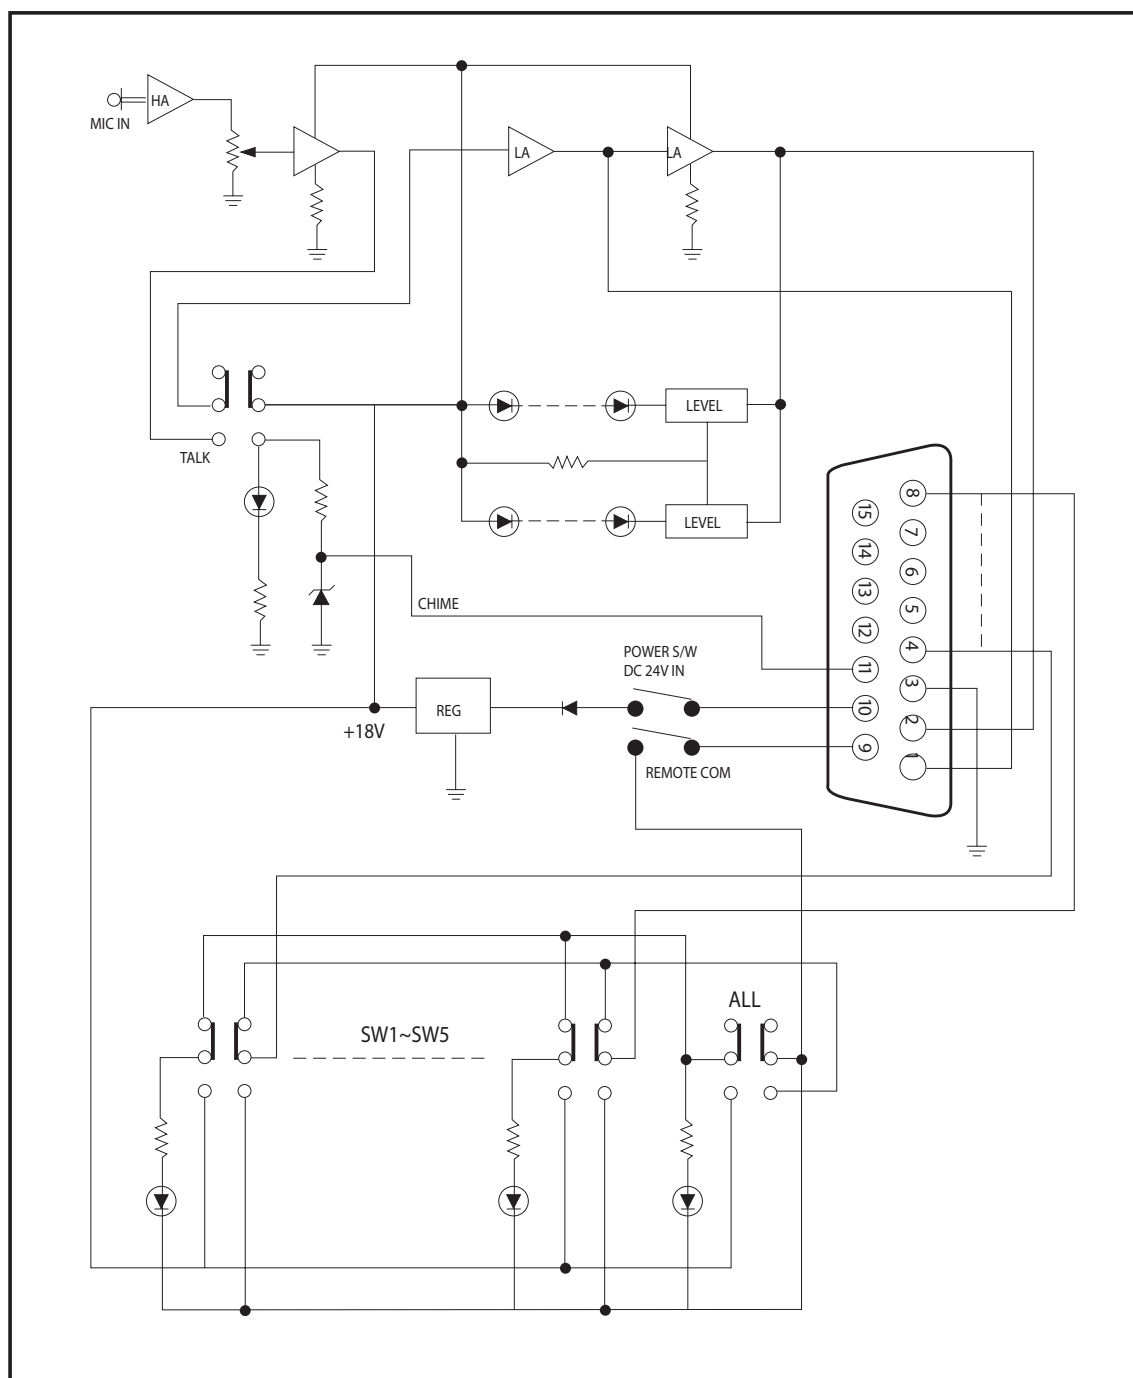 HA
MIC IN
LA
LA
TALK
LEVEL
LEVEL
CHIME
POWER S/W
DC 24V IN
REG
+18V
REMOTE COM
8
15
7
14
6
13
5
12
4
11
3
10
2
9
1
ALL
SW1~SW5